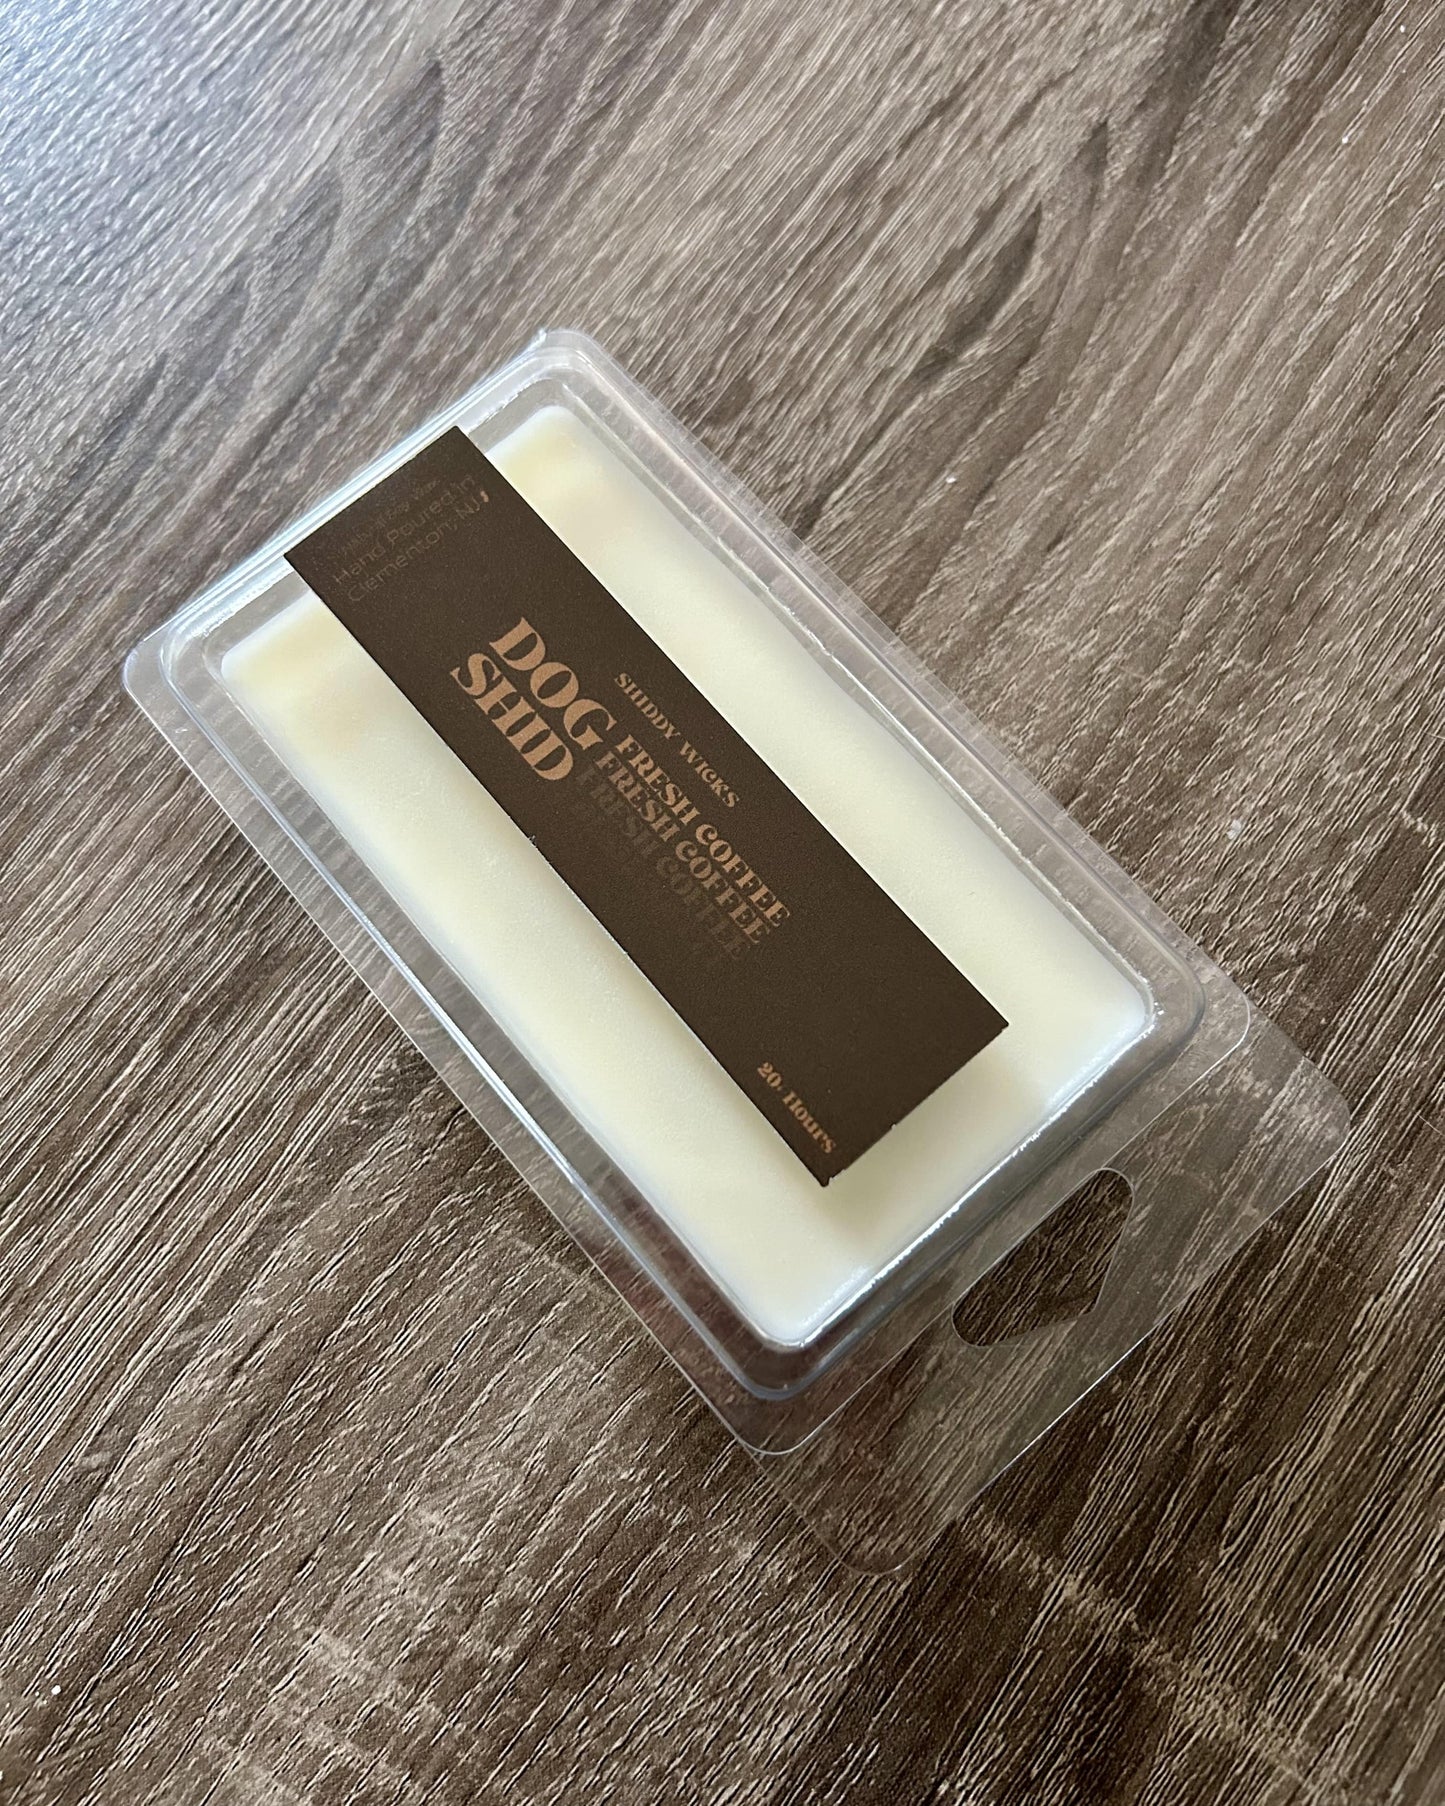 SHIDDY WICKS
DOG
SHID
FRESH COFFEE
FRESH COFFEE
FRESH COFFEE
20+ Hours
Hand Poured in
Clementon, NJ